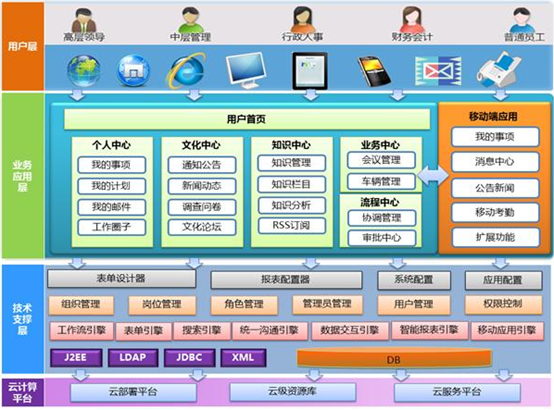 用户层
高层领导 中层管理 行政人事 财务会计 普通员工
业务应用层
用户首页
个人中心
我的事项
我的计划
我的邮件
工作圈子
文化中心
通知公告
新闻动态
调查问卷
文化论坛
知识中心
知识管理
知识栏目
知识分析
RSS订阅
业务中心
会议管理
车辆管理
流程中心
协调管理
审批中心
移动端应用
我的事项
消息中心
公告新闻
移动考勤
扩展功能
技术支撑层
表单设计器 报表配置器 系统配置 应用配置
组织管理 岗位管理 角色管理 管理员管理 用户管理 权限控制
工作流引擎 表单引擎 搜索引擎 统一沟通引擎 数据交互引擎 智能报表引擎 移动应用引擎
J2EE LDAP JDBC XML DB
云计算平台
云部署平台 云级资源库 云服务平台